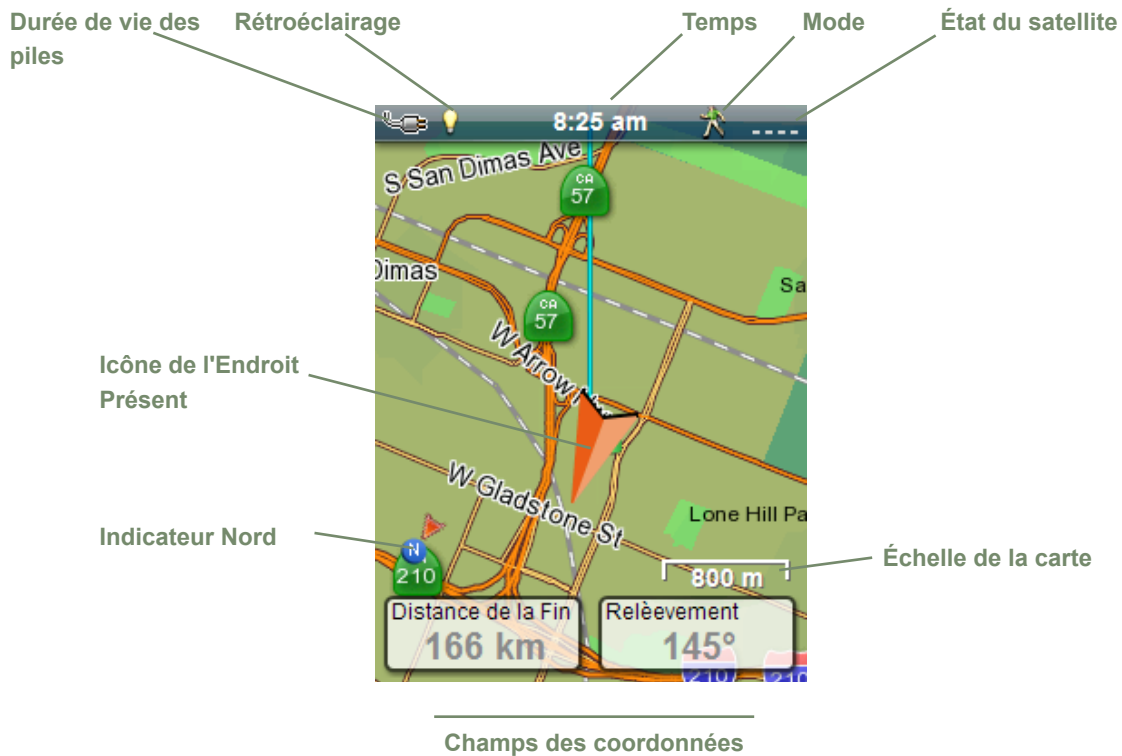 Durée de vie des
piles
Rétroéclairage
Temps
Mode
État du satellite
8:25 am
S San Dimas Ave
CA
57
Dimas
Sa
CA
57
W Arrow H
Icône de l'Endroit
Présent
W Gladstone St
Lone Hill Pa
Indicateur Nord
N
210
800 m
Échelle de la carte
Distance de la Fin
166 km
Relèevement
145°
210
210
Champs des coordonnées